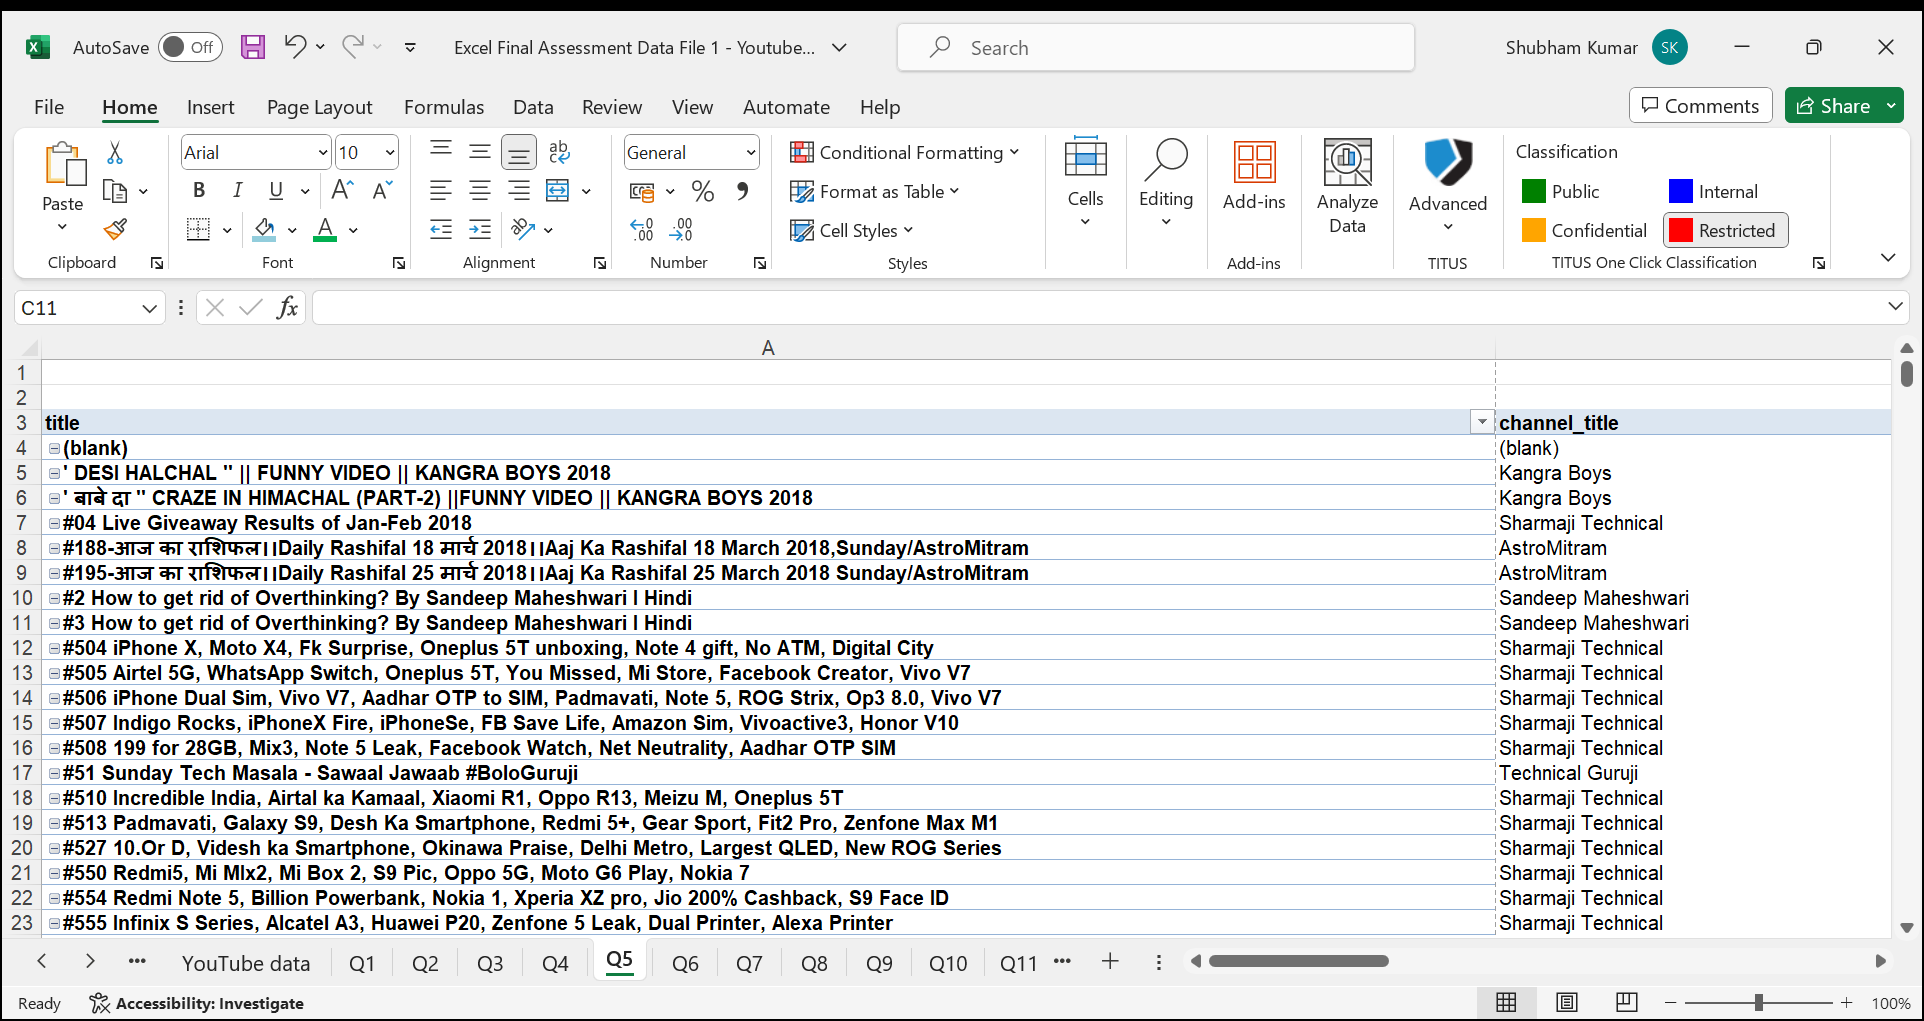 AutoSave Off Excel Final Assessment Data File 1 - Youtube... Search Shubham Kumar SK
File Home Insert Page Layout Formulas Data Review View Automate Help Comments Share
Paste
Clipboard
Arial 10
B I U A A
A
Font
ab
c
Alignment
General
% ,
.00 .00
Number
Conditional Formatting
Format as Table
Cell Styles
Styles
Cells
Editing
Add-ins
Add-ins
Analyze
Data
Advanced
TITUS
Classification
Public Internal
Confidential Restricted
TITUS One Click Classification
C11 fx
A
1
2
3 title channel_title
4 (blank) (blank)
5 ' DESI HALCHAL '' || FUNNY VIDEO || KANGRA BOYS 2018 Kangra Boys
6 ' बाबे दा '' CRAZE IN HIMACHAL (PART-2) ||FUNNY VIDEO || KANGRA BOYS 2018 Kangra Boys
7 #04 Live Giveaway Results of Jan-Feb 2018 Sharmaji Technical
8 #188-आज का राशिफल।।Daily Rashifal 18 मार्च 2018।।Aaj Ka Rashifal 18 March 2018,Sunday/AstroMitram AstroMitram
9 #195-आज का राशिफल।।Daily Rashifal 25 मार्च 2018।।Aaj Ka Rashifal 25 March 2018 Sunday/AstroMitram AstroMitram
10 #2 How to get rid of Overthinking? By Sandeep Maheshwari I Hindi Sandeep Maheshwari
11 #3 How to get rid of Overthinking? By Sandeep Maheshwari I Hindi Sandeep Maheshwari
12 #504 iPhone X, Moto X4, Fk Surprise, Oneplus 5T unboxing, Note 4 gift, No ATM, Digital City Sharmaji Technical
13 #505 Airtel 5G, WhatsApp Switch, Oneplus 5T, You Missed, Mi Store, Facebook Creator, Vivo V7 Sharmaji Technical
14 #506 iPhone Dual Sim, Vivo V7, Aadhar OTP to SIM, Padmavati, Note 5, ROG Strix, Op3 8.0, Vivo V7 Sharmaji Technical
15 #507 Indigo Rocks, iPhoneX Fire, iPhoneSe, FB Save Life, Amazon Sim, Vivoactive3, Honor V10 Sharmaji Technical
16 #508 199 for 28GB, Mix3, Note 5 Leak, Facebook Watch, Net Neutrality, Aadhar OTP SIM Sharmaji Technical
17 #51 Sunday Tech Masala - Sawaal Jawaab #BoloGuruji Technical Guruji
18 #510 Incredible India, Airtal ka Kamaal, Xiaomi R1, Oppo R13, Meizu M, Oneplus 5T Sharmaji Technical
19 #513 Padmavati, Galaxy S9, Desh Ka Smartphone, Redmi 5+, Gear Sport, Fit2 Pro, Zenfone Max M1 Sharmaji Technical
20 #527 10.Or D, Videsh ka Smartphone, Okinawa Praise, Delhi Metro, Largest QLED, New ROG Series Sharmaji Technical
21 #550 Redmi5, Mi MIx2, Mi Box 2, S9 Pic, Oppo 5G, Moto G6 Play, Nokia 7 Sharmaji Technical
22 #554 Redmi Note 5, Billion Powerbank, Nokia 1, Xperia XZ pro, Jio 200% Cashback, S9 Face ID Sharmaji Technical
23 #555 Infinix S Series, Alcatel A3, Huawei P20, Zenfone 5 Leak, Dual Printer, Alexa Printer Sharmaji Technical
YouTube data Q1 Q2 Q3 Q4 Q5 Q6 Q7 Q8 Q9 Q10 Q11
Ready Accessibility: Investigate 100%